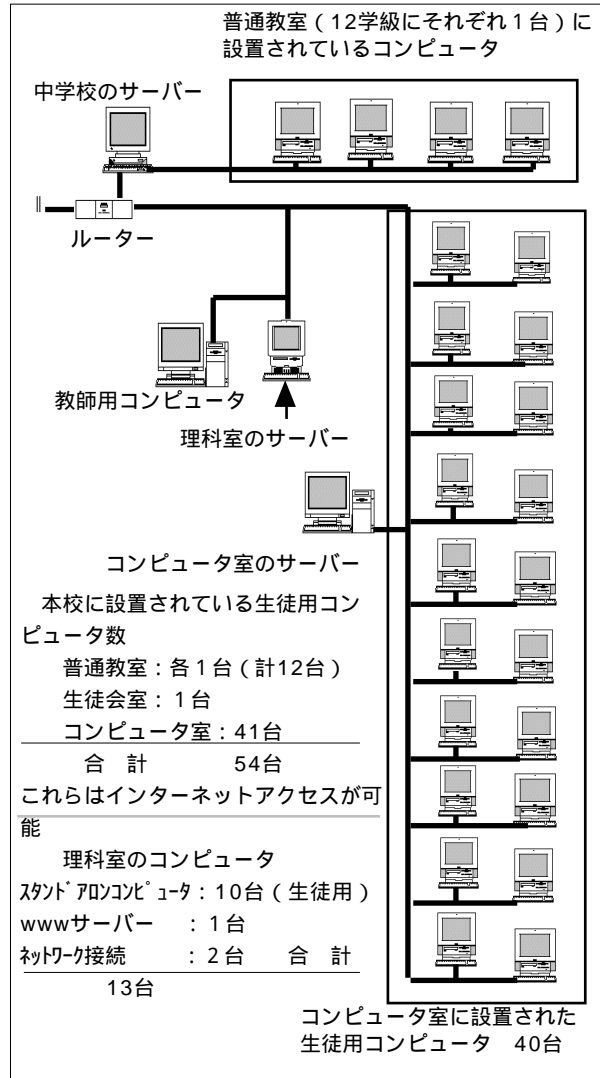 普通教室（12学級にそれぞれ１台）に
設置されているコンピュータ
中学校のサーバー
ルーター
教師用コンピュータ
理科室のサーバー
コンピュータ室のサーバー
本校に設置されている生徒用コン
ピュータ数
普通教室：各１台（計12台）
生徒会室：１台
コンピュータ室：41台
合　計　　　54台
これらはインターネットアクセスが可
能
理科室のコンピュータ
ｽﾀﾝﾄﾞｱﾛﾝｺﾝﾋﾟｭｰﾀ：10台（生徒用）
wwwサーバー　：１台
ﾈｯﾄﾜｰｸ接続　　：２台　　合　計
13台
コンピュータ室に設置された
生徒用コンピュータ　40台